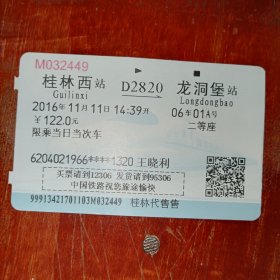 M032449
桂林西站 D2820 龙洞堡站
Guilinxi Longdongbao
2016年11月11日 14:39开 06车01A号
￥122.0元 二等座
限乘当日当次车
6204021966****1320 王晓利
买票请到12306 发货请到95306
中国铁路祝您旅途愉快
99913421701103M032449 桂林代售售